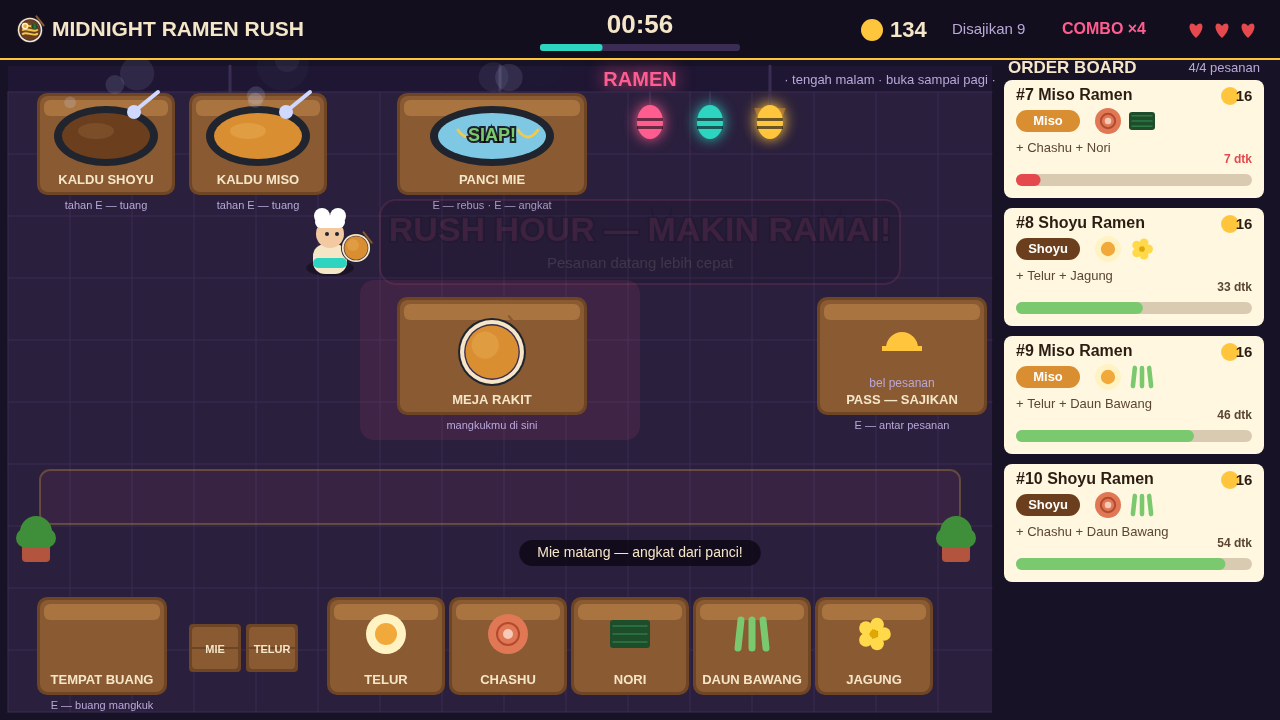 MIDNIGHT RAMEN RUSH
00:56
134
Disajikan 9
COMBO ×4
RAMEN
· tengah malam · buka sampai pagi ·
ORDER BOARD
4/4 pesanan
#7 Miso Ramen
16
Miso
+ Chashu + Nori
7 dtk
#8 Shoyu Ramen
16
Shoyu
+ Telur + Jagung
33 dtk
#9 Miso Ramen
16
Miso
+ Telur + Daun Bawang
46 dtk
#10 Shoyu Ramen
16
Shoyu
+ Chashu + Daun Bawang
54 dtk
KALDU SHOYU
tahan E — tuang
KALDU MISO
tahan E — tuang
SIAP!
PANCI MIE
E — rebus · E — angkat
RUSH HOUR — MAKIN RAMAI!
Pesanan datang lebih cepat
MEJA RAKIT
mangkukmu di sini
bel pesanan
PASS — SAJIKAN
E — antar pesanan
Mie matang — angkat dari panci!
TEMPAT BUANG
E — buang mangkuk
MIE
TELUR
TELUR
CHASHU
NORI
DAUN BAWANG
JAGUNG